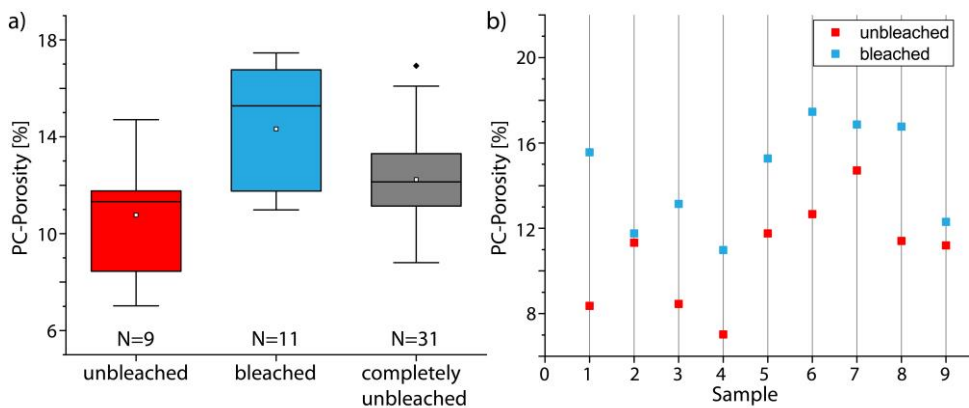 a)
PC-Porosity [%]
18
14
10
6
N=9
N=11
N=31
unbleached
bleached
completely
unbleached
b)
PC-Porosity [%]
20
16
12
8
unbleached
bleached
0 1 2 3 4 5 6 7 8 9
Sample